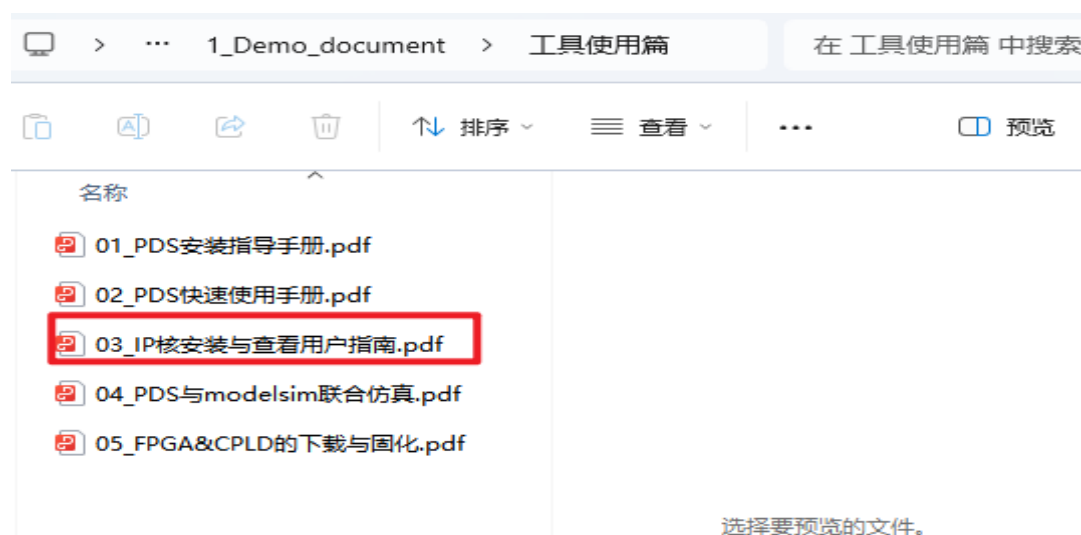 > ··· 1_Demo_document > 工具使用篇 在 工具使用篇 中搜索
排序 查看 ··· 预览
名称
01_PDS安装指导手册.pdf
02_PDS快速使用手册.pdf
03_IP核安装与查看用户指南.pdf
04_PDS与modelsim联合仿真.pdf
05_FPGA&CPLD的下载与固化.pdf
选择要预览的文件。